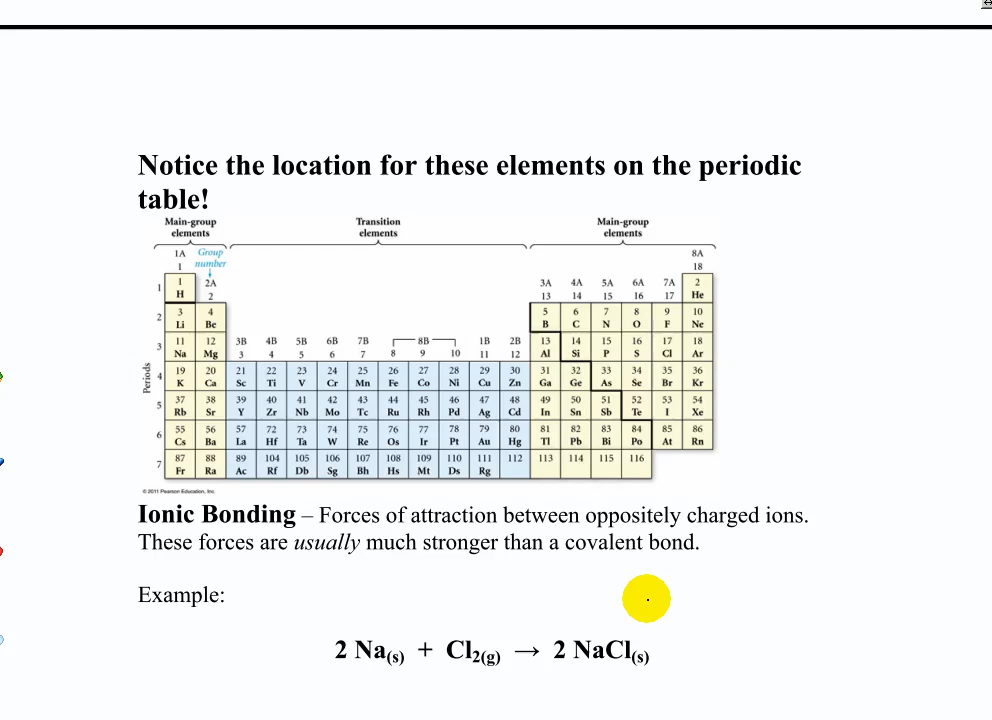 Notice the location for these elements on the periodic
table!
Main-group Transition Main-group
elements elements elements
1A Group 8A
1 number 18
1 1 2A 3A 4A 5A 6A 7A 2
H 2 13 14 15 16 17 He
2 3 4 5 6 7 8 9 10
Li Be B C N O F Ne
3 11 12 3B 4B 5B 6B 7B 8B 1B 2B 13 14 15 16 17 18
Na Mg 3 4 5 6 7 8 9 10 11 12 Al Si P S Cl Ar
Periods
4 19 20 21 22 23 24 25 26 27 28 29 30 31 32 33 34 35 36
K Ca Sc Ti V Cr Mn Fe Co Ni Cu Zn Ga Ge As Se Br Kr
5 37 38 39 40 41 42 43 44 45 46 47 48 49 50 51 52 53 54
Rb Sr Y Zr Nb Mo Tc Ru Rh Pd Ag Cd In Sn Sb Te I Xe
6 55 56 57 72 73 74 75 76 77 78 79 80 81 82 83 84 85 86
Cs Ba La Hf Ta W Re Os Ir Pt Au Hg Tl Pb Bi Po At Rn
7 87 88 89 104 105 106 107 108 109 110 111 112 113 114 115 116
Fr Ra Ac Rf Db Sg Bh Hs Mt Ds Rg
© 2011 Pearson Education, Inc.
Ionic Bonding – Forces of attraction between oppositely charged ions.
These forces are usually much stronger than a covalent bond.
Example:
2 Na(s) + Cl2(g) → 2 NaCl(s)